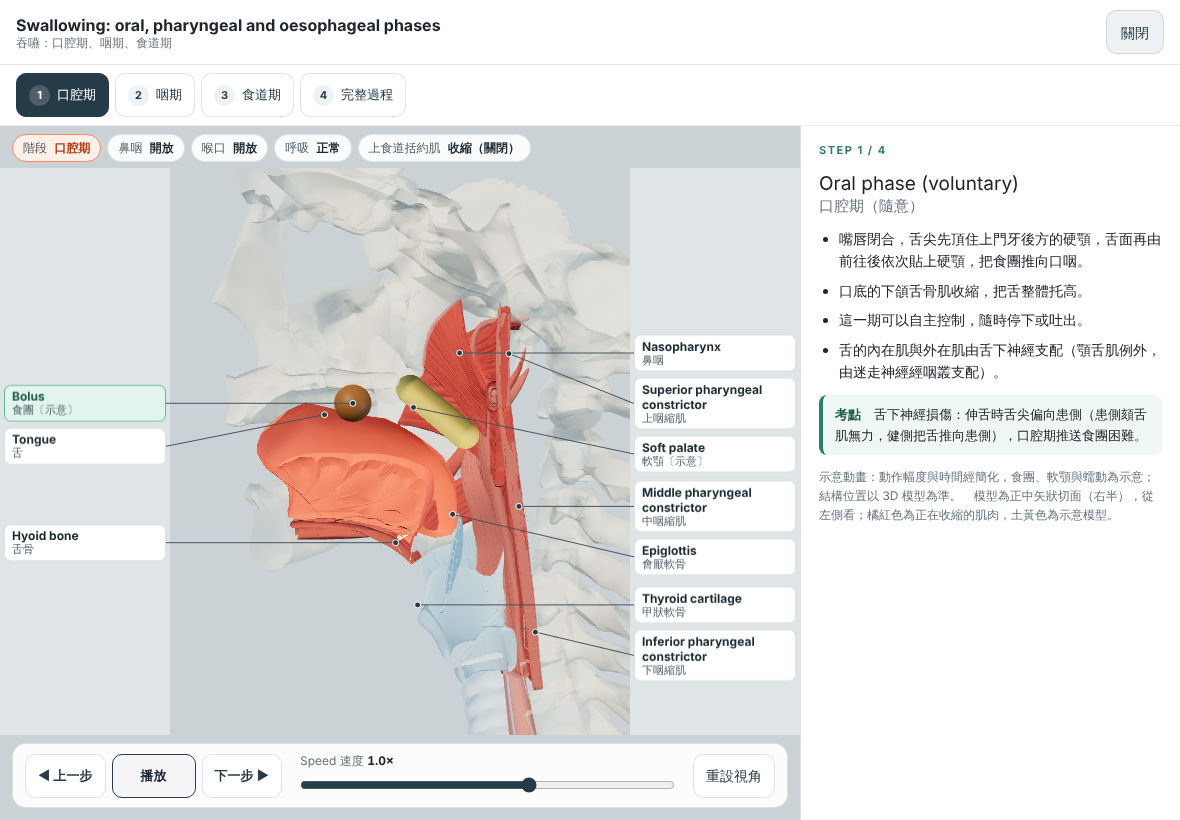 Swallowing: oral, pharyngeal and oesophageal phases
吞嚥：口腔期、咽期、食道期
關閉
1 口腔期
2 咽期
3 食道期
4 完整過程
階段 口腔期
鼻咽 開放
喉口 開放
呼吸 正常
上食道括約肌 收縮（關閉）
Bolus
食團〔示意〕
Tongue
舌
Hyoid bone
舌骨
Nasopharynx
鼻咽
Superior pharyngeal
constrictor
上咽縮肌
Soft palate
軟顎〔示意〕
Middle pharyngeal
constrictor
中咽縮肌
Epiglottis
會厭軟骨
Thyroid cartilage
甲狀軟骨
Inferior pharyngeal
constrictor
下咽縮肌
◀ 上一步
播放
下一步 ▶
Speed 速度 1.0×
重設視角
STEP 1 / 4
Oral phase (voluntary)
口腔期（隨意）
• 嘴唇閉合，舌尖先頂住上門牙後方的硬顎，舌面再由
前往後依次貼上硬顎，把食團推向口咽。
• 口底的下頜舌骨肌收縮，把舌整體托高。
• 這一期可以自主控制，隨時停下或吐出。
• 舌的內在肌與外在肌由舌下神經支配（顎舌肌例外，
由迷走神經經咽叢支配）。
考點 舌下神經損傷：伸舌時舌尖偏向患側（患側頦舌
肌無力，健側把舌推向患側），口腔期推送食團困難。
示意動畫：動作幅度與時間經簡化，食團、軟顎與蠕動為示意；
結構位置以 3D 模型為準。 模型為正中矢狀切面（右半），從
左側看；橘紅色為正在收縮的肌肉，土黃色為示意模型。